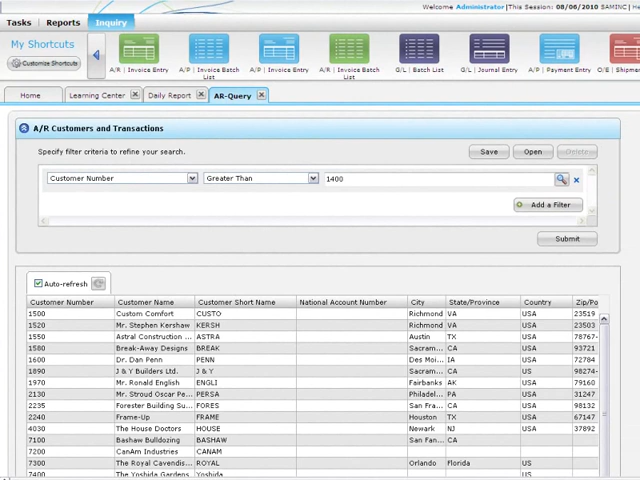 Welcome Administrator |This Session: 08/06/2010 SAMINC |
Tasks Reports Inquiry
My Shortcuts
Customize Shortcuts
A/R | Invoice Entry
A/P | Invoice Batch List
A/P | Invoice Entry
A/R | Invoice Batch List
G/L | Batch List
G/L | Journal Entry
A/P | Payment Entry
O/E | Shipme
Home Learning Center Daily Report AR-Query
A/R Customers and Transactions
Specify filter criteria to refine your search. Save Open Delete
Customer Number Greater Than 1400
Add a Filter
Submit
Auto-refresh
Customer Number Customer Name Customer Short Name National Account Number City State/Province Country Zip/Po
1500 Custom Comfort CUSTO Richmond VA USA 23519
1520 Mr. Stephen Kershaw KERSH Richmond VA USA 23503
1550 Astral Construction ... ASTRA Austin TX USA 78767-
1580 Break-Away Designs BREAK Sacram... CA USA 93721
1600 Dr. Dan Penn PENN Des Moi... IA USA 72784
1890 J & Y Builders Ltd. J & Y Sacram... CA US 98274-
1970 Mr. Ronald English ENGLI Fairbanks AK USA 79160
2130 Mr. Stroud Oscar Pe... PERSA Philadel... PA USA 31247
2235 Forester Building Su... FORES San Fra... CA USA 98132
2240 Frame-Up FRAME Houston TX USA 67147
4030 The House Doctors HOUSE Newark NJ USA 37892
7100 Bashaw Bulldozing BASHAW San Fan... CA
7200 CanAm Industries CANAM
7300 The Royal Cavendis... ROYAL Orlando Florida US
7400 The Yoshida Gardens Yoshida US